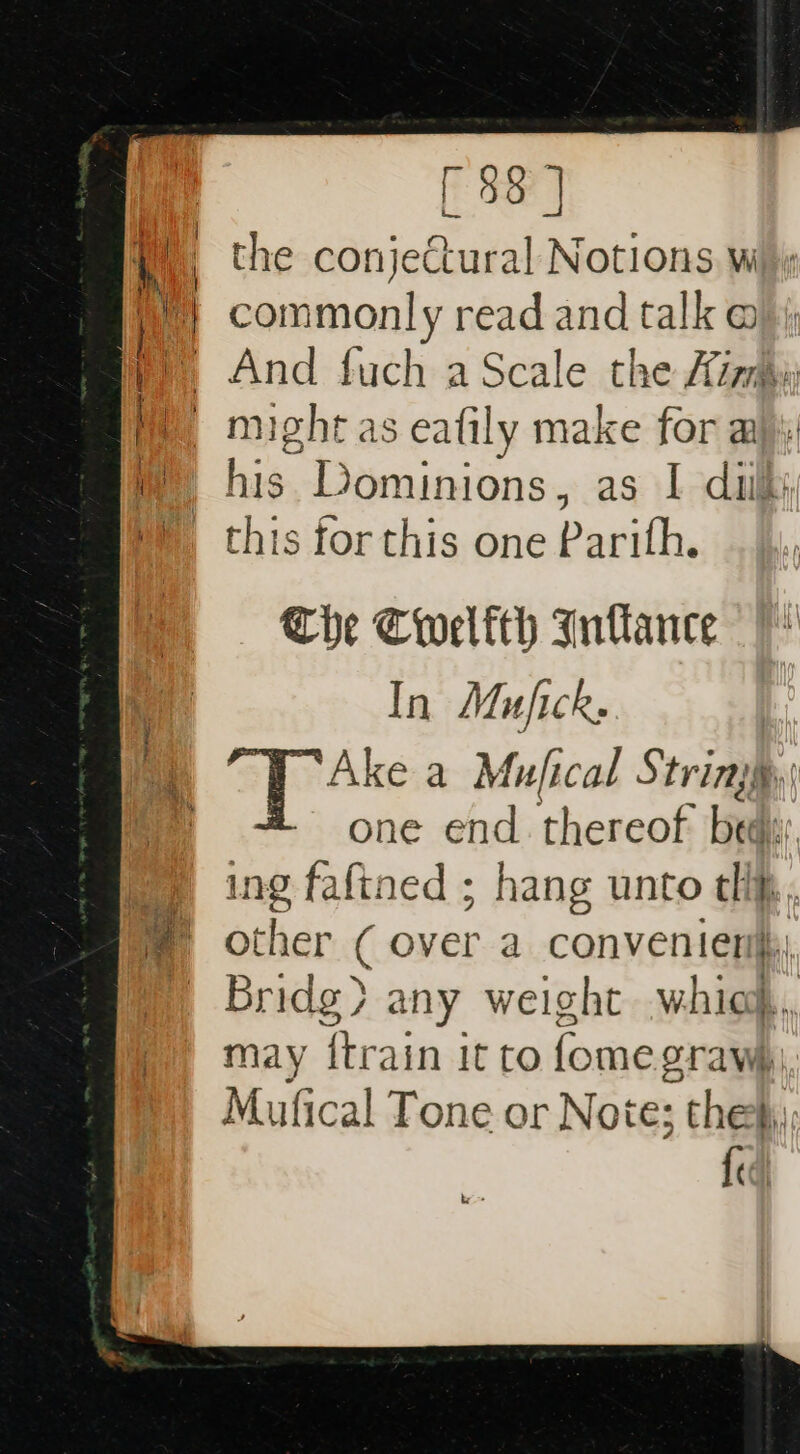 [ 88 ]
the conjectural Notions
commonly read and talk
And ſuch a Scale the
might as eaſily make for
his Dominions, as I
this for this one Pariſh.
The Twelfth Inſtance
In Muſick.
TAke a Muſical
one end thereof
ing faſtned ; hang unto
other ( over a
Bridg) any weight
may ſtrain it to ſome
Muſical Tone or Note;